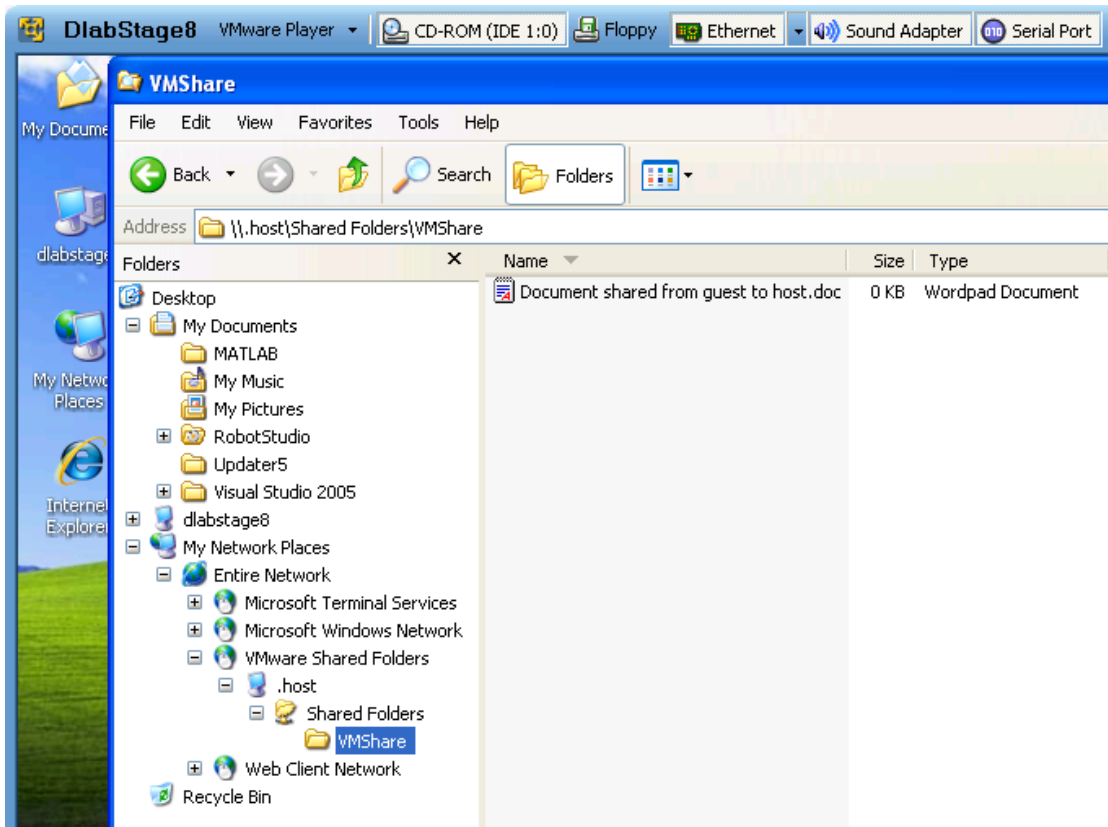 DlabStage8 VMware Player CD-ROM (IDE 1:0) Floppy Ethernet Sound Adapter Serial Port
VMShare
File Edit View Favorites Tools Help
Back Search Folders
Address \\.host\Shared Folders\VMShare
Folders X
Name Size Type
Document shared from guest to host.doc 0 KB Wordpad Document
Desktop
My Documents
MATLAB
My Music
My Pictures
RobotStudio
Updater5
Visual Studio 2005
dlabstage8
My Network Places
Entire Network
Microsoft Terminal Services
Microsoft Windows Network
VMware Shared Folders
.host
Shared Folders
VMShare
Web Client Network
Recycle Bin
My Docume
dlabstage
My Netwo
Places
Internet
Explorer